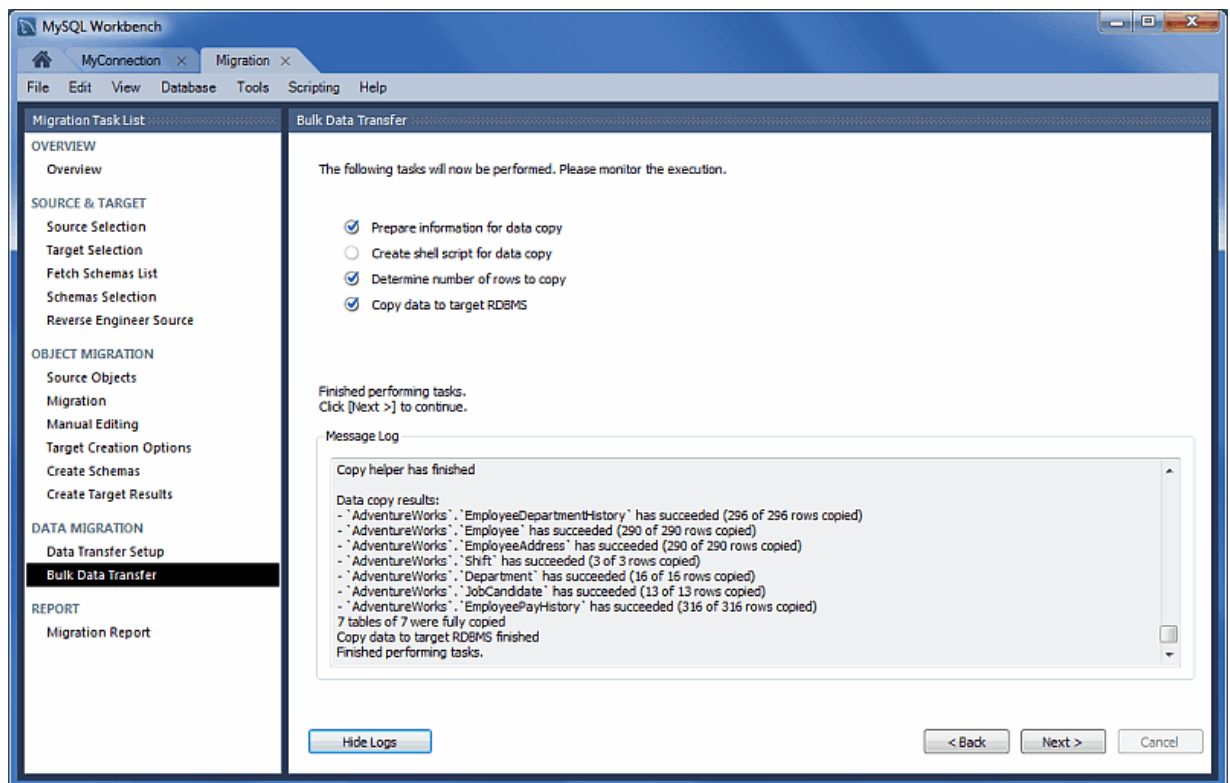 MySQL Workbench
MyConnection
Migration
File Edit View Database Tools Scripting Help
Migration Task List
OVERVIEW
Overview
SOURCE & TARGET
Source Selection
Target Selection
Fetch Schemas List
Schemas Selection
Reverse Engineer Source
OBJECT MIGRATION
Source Objects
Migration
Manual Editing
Target Creation Options
Create Schemas
Create Target Results
DATA MIGRATION
Data Transfer Setup
Bulk Data Transfer
REPORT
Migration Report
Bulk Data Transfer
The following tasks will now be performed. Please monitor the execution.
Prepare information for data copy
Create shell script for data copy
Determine number of rows to copy
Copy data to target RDBMS
Finished performing tasks.
Click [Next >] to continue.
Message Log
Copy helper has finished
Data copy results:
- `AdventureWorks`.`EmployeeDepartmentHistory` has succeeded (296 of 296 rows copied)
- `AdventureWorks`.`Employee` has succeeded (290 of 290 rows copied)
- `AdventureWorks`.`EmployeeAddress` has succeeded (290 of 290 rows copied)
- `AdventureWorks`.`Shift` has succeeded (3 of 3 rows copied)
- `AdventureWorks`.`Department` has succeeded (16 of 16 rows copied)
- `AdventureWorks`.`JobCandidate` has succeeded (13 of 13 rows copied)
- `AdventureWorks`.`EmployeePayHistory` has succeeded (316 of 316 rows copied)
7 tables of 7 were fully copied
Copy data to target RDBMS finished
Finished performing tasks.
Hide Logs
< Back
Next >
Cancel